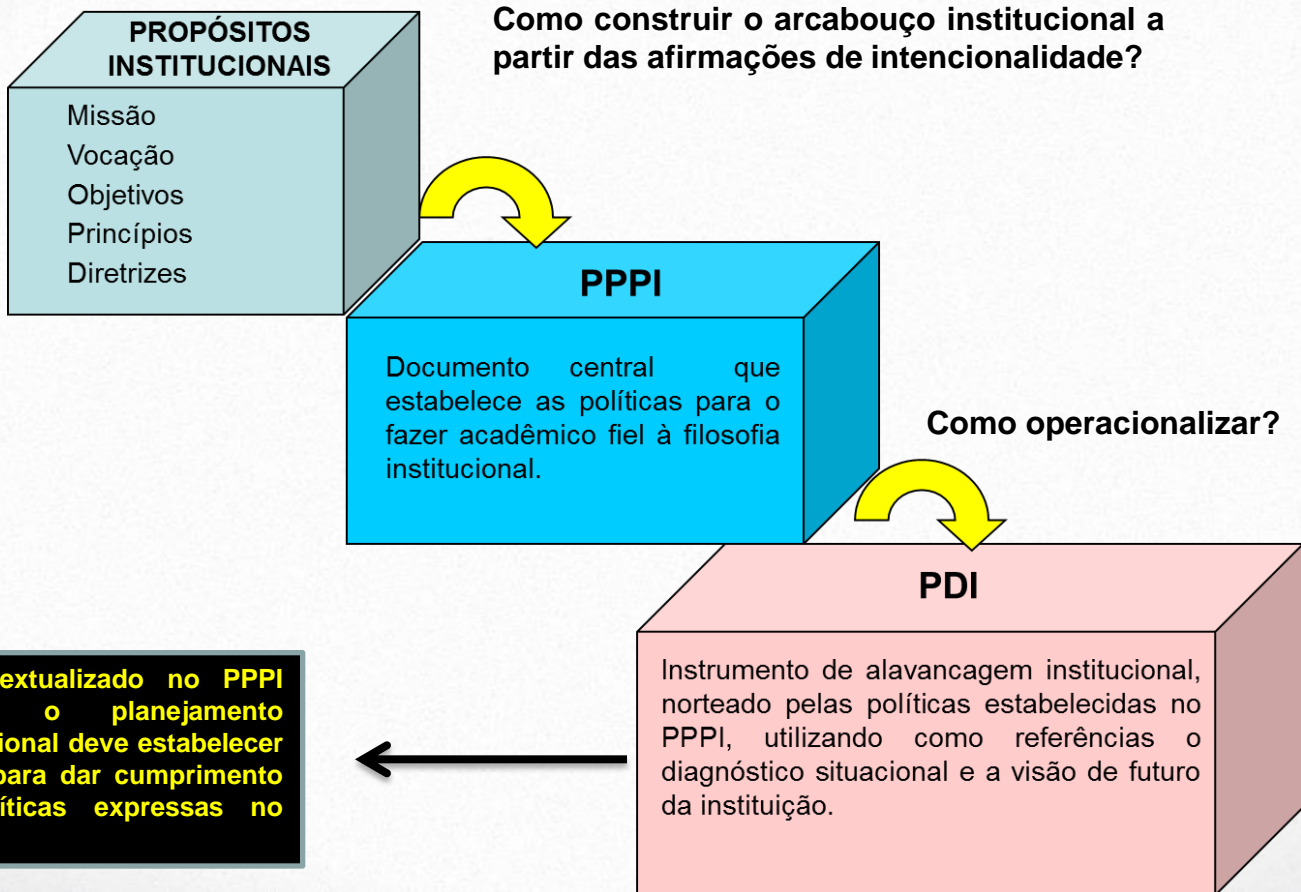 PROPÓSITOS
INSTITUCIONAIS
Missão
Vocação
Objetivos
Princípios
Diretrizes
Como construir o arcabouço institucional a
partir das afirmações de intencionalidade?
PPPI
Documento central que
estabelece as políticas para o
fazer acadêmico fiel à filosofia
institucional.
Como operacionalizar?
PDI
Instrumento de alavancagem institucional,
norteado pelas políticas estabelecidas no
PPPI, utilizando como referências o
diagnóstico situacional e a visão de futuro
da instituição.
no PPPI
o planejamento
deve estabelecer
para dar cumprimento
expressas no